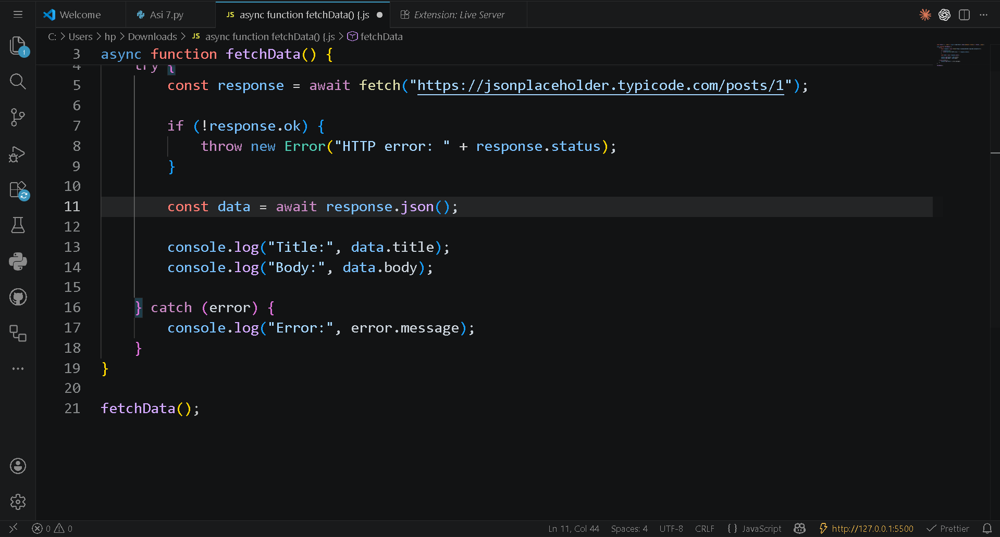 Welcome
Asi 7.py
JS async function fetchData() {.js
Extension: Live Server
C: > Users > hp > Downloads > JS async function fetchData() {.js > fetchData
3 async function fetchData() {
4 try {
5 const response = await fetch("https://jsonplaceholder.typicode.com/posts/1");
6
7 if (!response.ok) {
8 throw new Error("HTTP error: " + response.status);
9 }
10
11 const data = await response.json();
12
13 console.log("Title:", data.title);
14 console.log("Body:", data.body);
15
16 } catch (error) {
17 console.log("Error:", error.message);
18 }
19 }
20
21 fetchData();
1
0 0
Ln 11, Col 44 Spaces: 4 UTF-8 CRLF { } JavaScript http://127.0.0.1:5500 Prettier